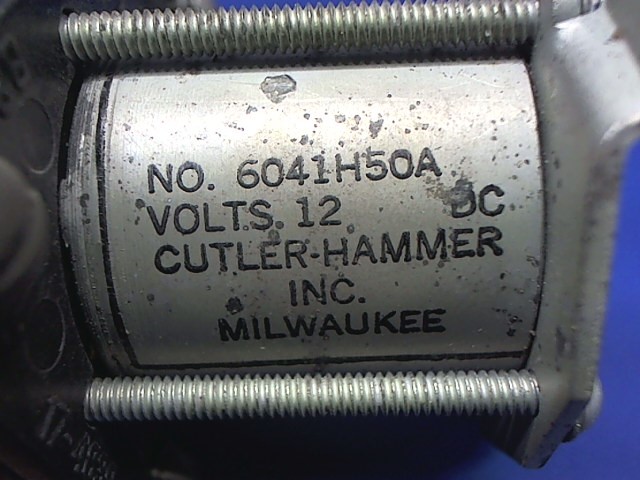 NO. 6041H50A
VOLTS. 12 DC
CUTLER-HAMMER
INC.
MILWAUKEE